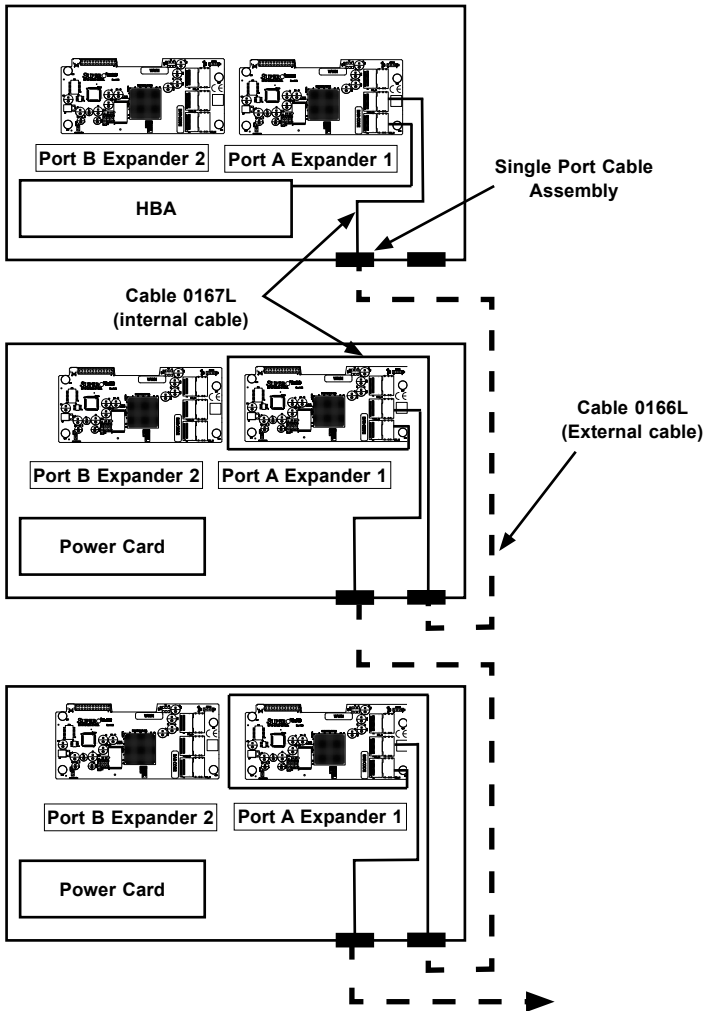 Port B Expander 2
Port A Expander 1
HBA
Single Port Cable
Assembly
Cable 0167L
(internal cable)
Port B Expander 2
Port A Expander 1
Cable 0166L
(External cable)
Power Card
Port B Expander 2
Port A Expander 1
Power Card